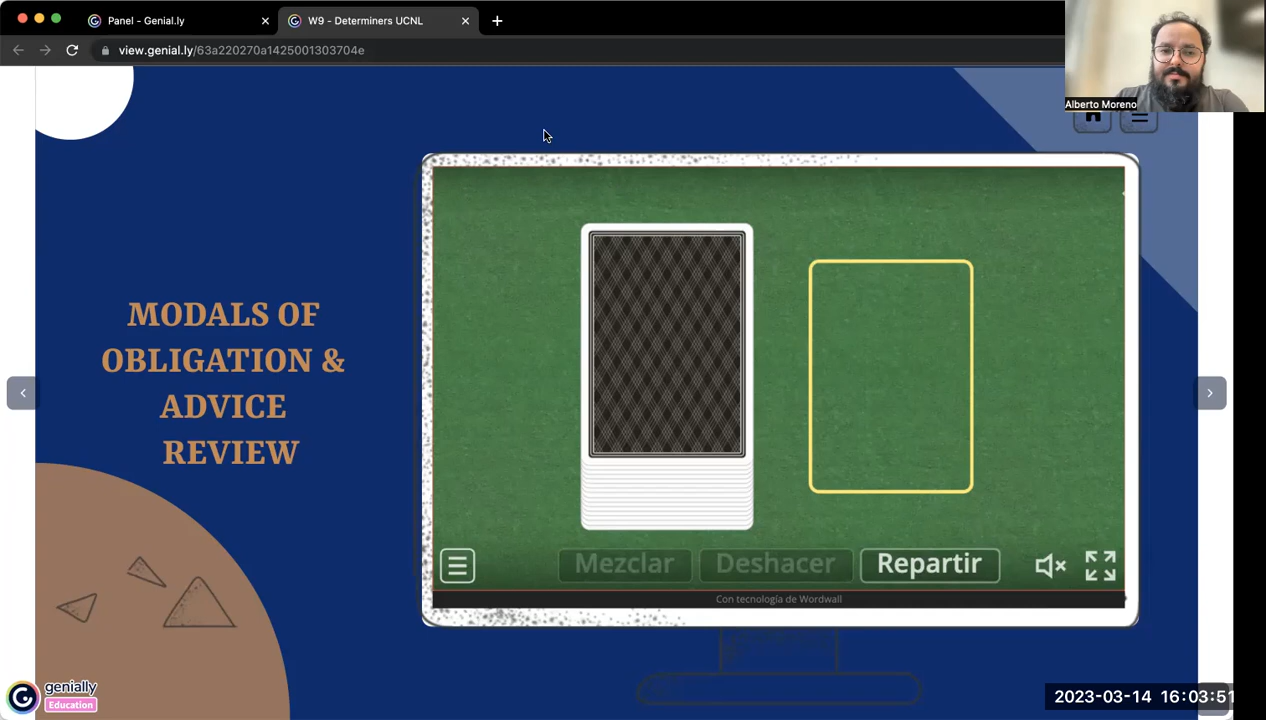 Panel - Genial.ly
W9 - Determiners UCNL
view.genial.ly/63a220270a1425001303704e
Alberto Moreno
MODALS OF
OBLIGATION &
ADVICE
REVIEW
Mezclar
Deshacer
Repartir
Con tecnología de Wordwall
genially
Education
2023-03-14 16:03:51